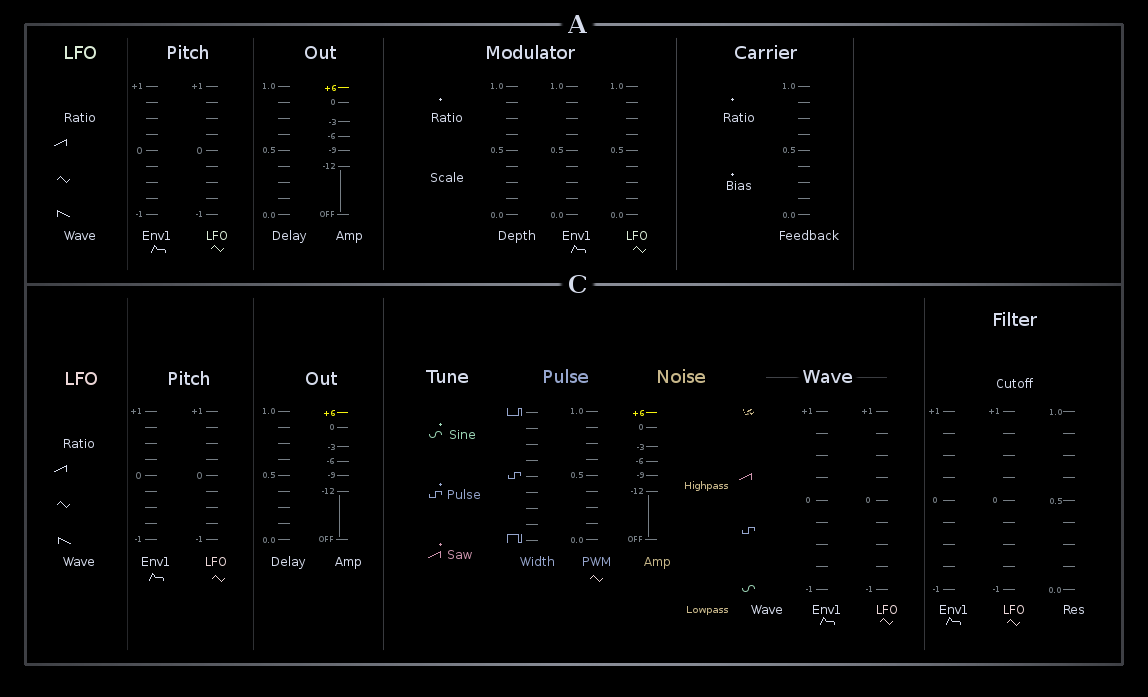 A
LFO Pitch Out Modulator Carrier
+1 +1 1.0 +6 1.0 1.0 1.0 1.0
0
Ratio Ratio Ratio
-3
-6
0 0 0.5 -9 0.5 0.5 0.5 0.5
-12
Scale Bias
-1 -1 0.0 OFF 0.0 0.0 0.0 0.0
Wave Env1 LFO Delay Amp Depth Env1 LFO Feedback
C
Filter
LFO Pitch Out Tune Pulse Noise Wave
Cutoff
+1 +1 1.0 +6 1.0 +6 +1 +1 +1 +1 1.0
0 0
Ratio Sine
-3 -3
-6 -6
0 0 0.5 -9 0.5 -9
Highpass
-12 Pulse -12
0 0 0 0 0.5
-1 -1 0.0 OFF 0.0 OFF
Saw
Wave Env1 LFO Delay Amp Width PWM Amp
-1 -1 -1 -1 0.0
Lowpass Wave Env1 LFO Env1 LFO Res